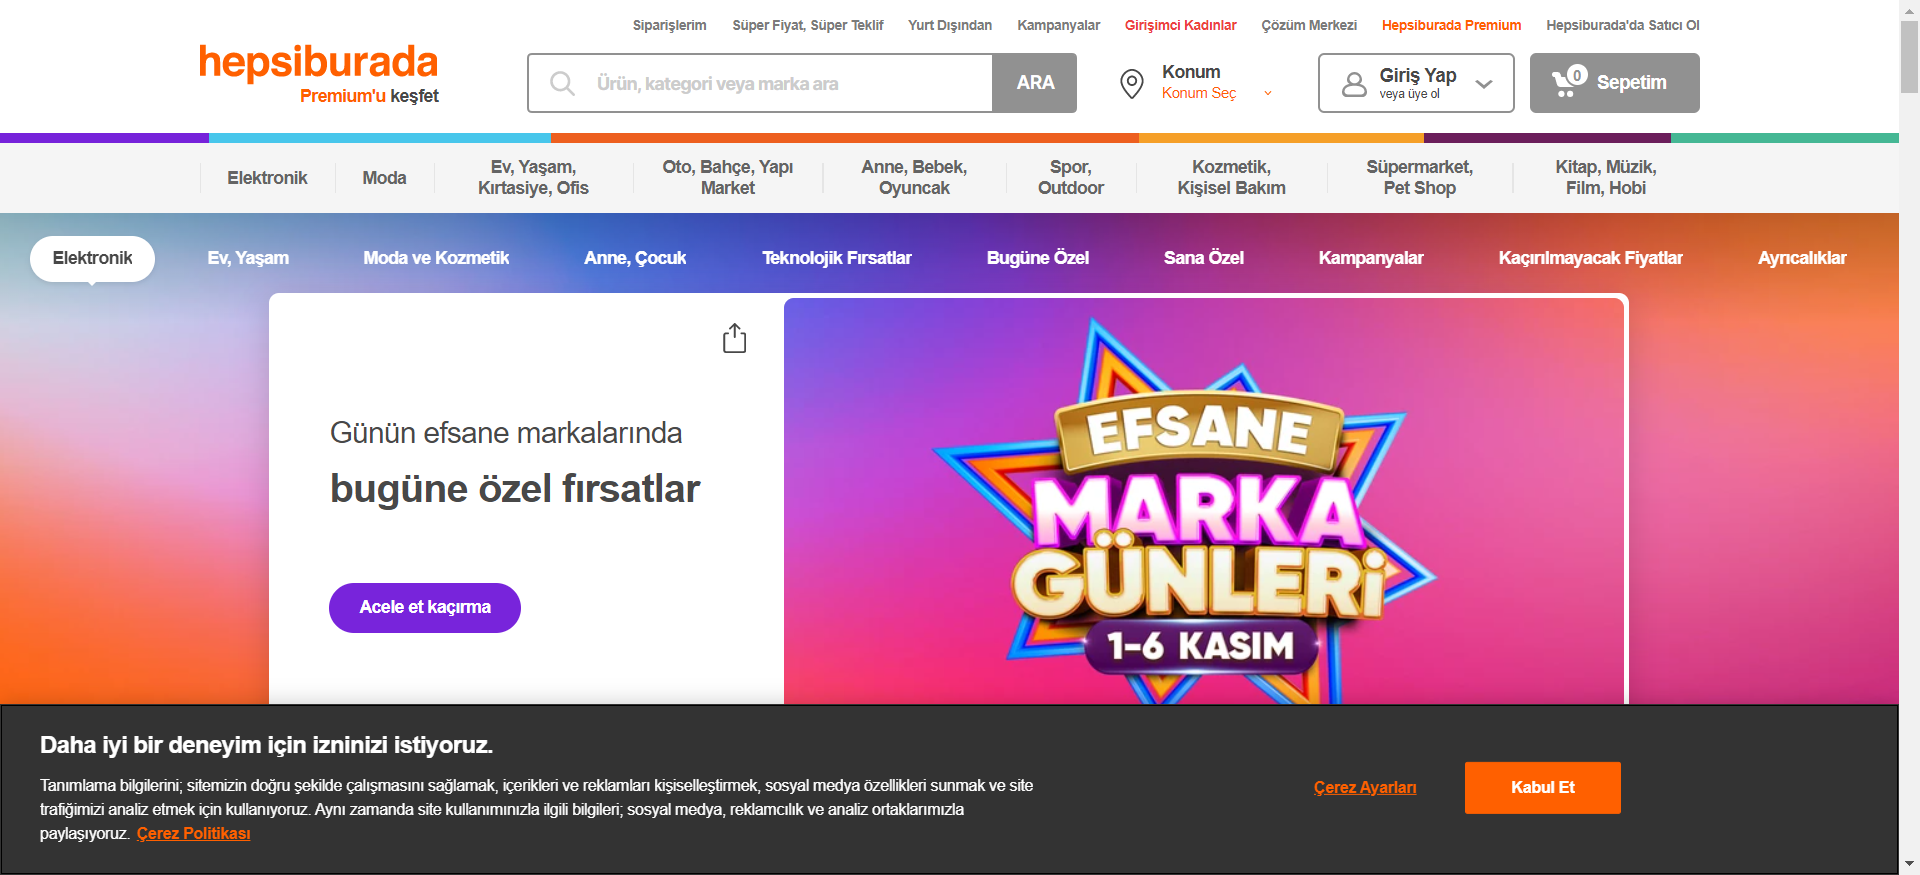 Siparişlerim Süper Fiyat, Süper Teklif Yurt Dışından Kampanyalar Girişimci Kadınlar Çözüm Merkezi Hepsiburada Premium Hepsiburada'da Satıcı Ol
hepsiburada
Premium'u keşfet
Ürün, kategori veya marka ara
ARA
Konum
Konum Seç
Giriş Yap
veya üye ol
0
Sepetim
Elektronik
Moda
Ev, Yaşam,
Kırtasiye, Ofis
Oto, Bahçe, Yapı
Market
Anne, Bebek,
Oyuncak
Spor,
Outdoor
Kozmetik,
Kişisel Bakım
Süpermarket,
Pet Shop
Kitap, Müzik,
Film, Hobi
Elektronik Ev, Yaşam Moda ve Kozmetik Anne, Çocuk Teknolojik Fırsatlar Bugüne Özel Sana Özel Kampanyalar Kaçırılmayacak Fiyatlar Ayrıcalıklar
Günün efsane markalarında
bugüne özel fırsatlar
Acele et kaçırma
EFSANE
MARKA
GÜNLERİ
1-6 KASIM
Daha iyi bir deneyim için izninizi istiyoruz.
Tanımlama bilgilerini; sitemizin doğru şekilde çalışmasını sağlamak, içerikleri ve reklamları kişiselleştirmek, sosyal medya özellikleri sunmak ve site
trafiğimizi analiz etmek için kullanıyoruz. Aynı zamanda site kullanımınızla ilgili bilgileri; sosyal medya, reklamcılık ve analiz ortaklarımızla
paylaşıyoruz. Çerez Politikası
Çerez Ayarları
Kabul Et